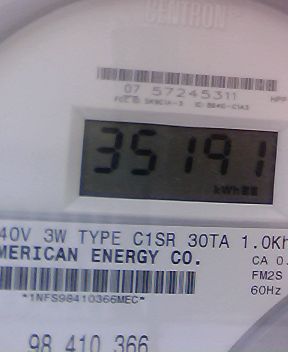 CENTRON
07 57245311
35191
kWh
40V 3W TYPE C1SR 30TA 1.0Kh
MERICAN ENERGY CO.
CA 0.
FM2S
60Hz
*1NFS98410366MEC*
98 410 366